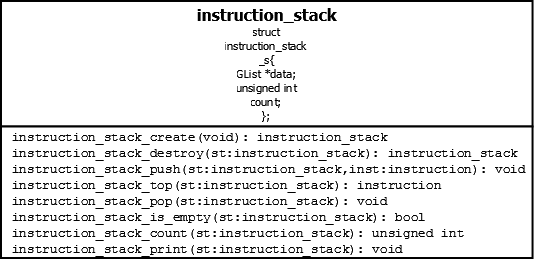 instruction_stack
struct
instruction_stack
_s{
GList *data;
unsigned int
count;
};
instruction_stack_create(void): instruction_stack
instruction_stack_destroy(st:instruction_stack): instruction_stack
instruction_stack_push(st:instruction_stack,inst:instruction): void
instruction_stack_top(st:instruction_stack): instruction
instruction_stack_pop(st:instruction_stack): void
instruction_stack_is_empty(st:instruction_stack): bool
instruction_stack_count(st:instruction_stack): unsigned int
instruction_stack_print(st:instruction_stack): void